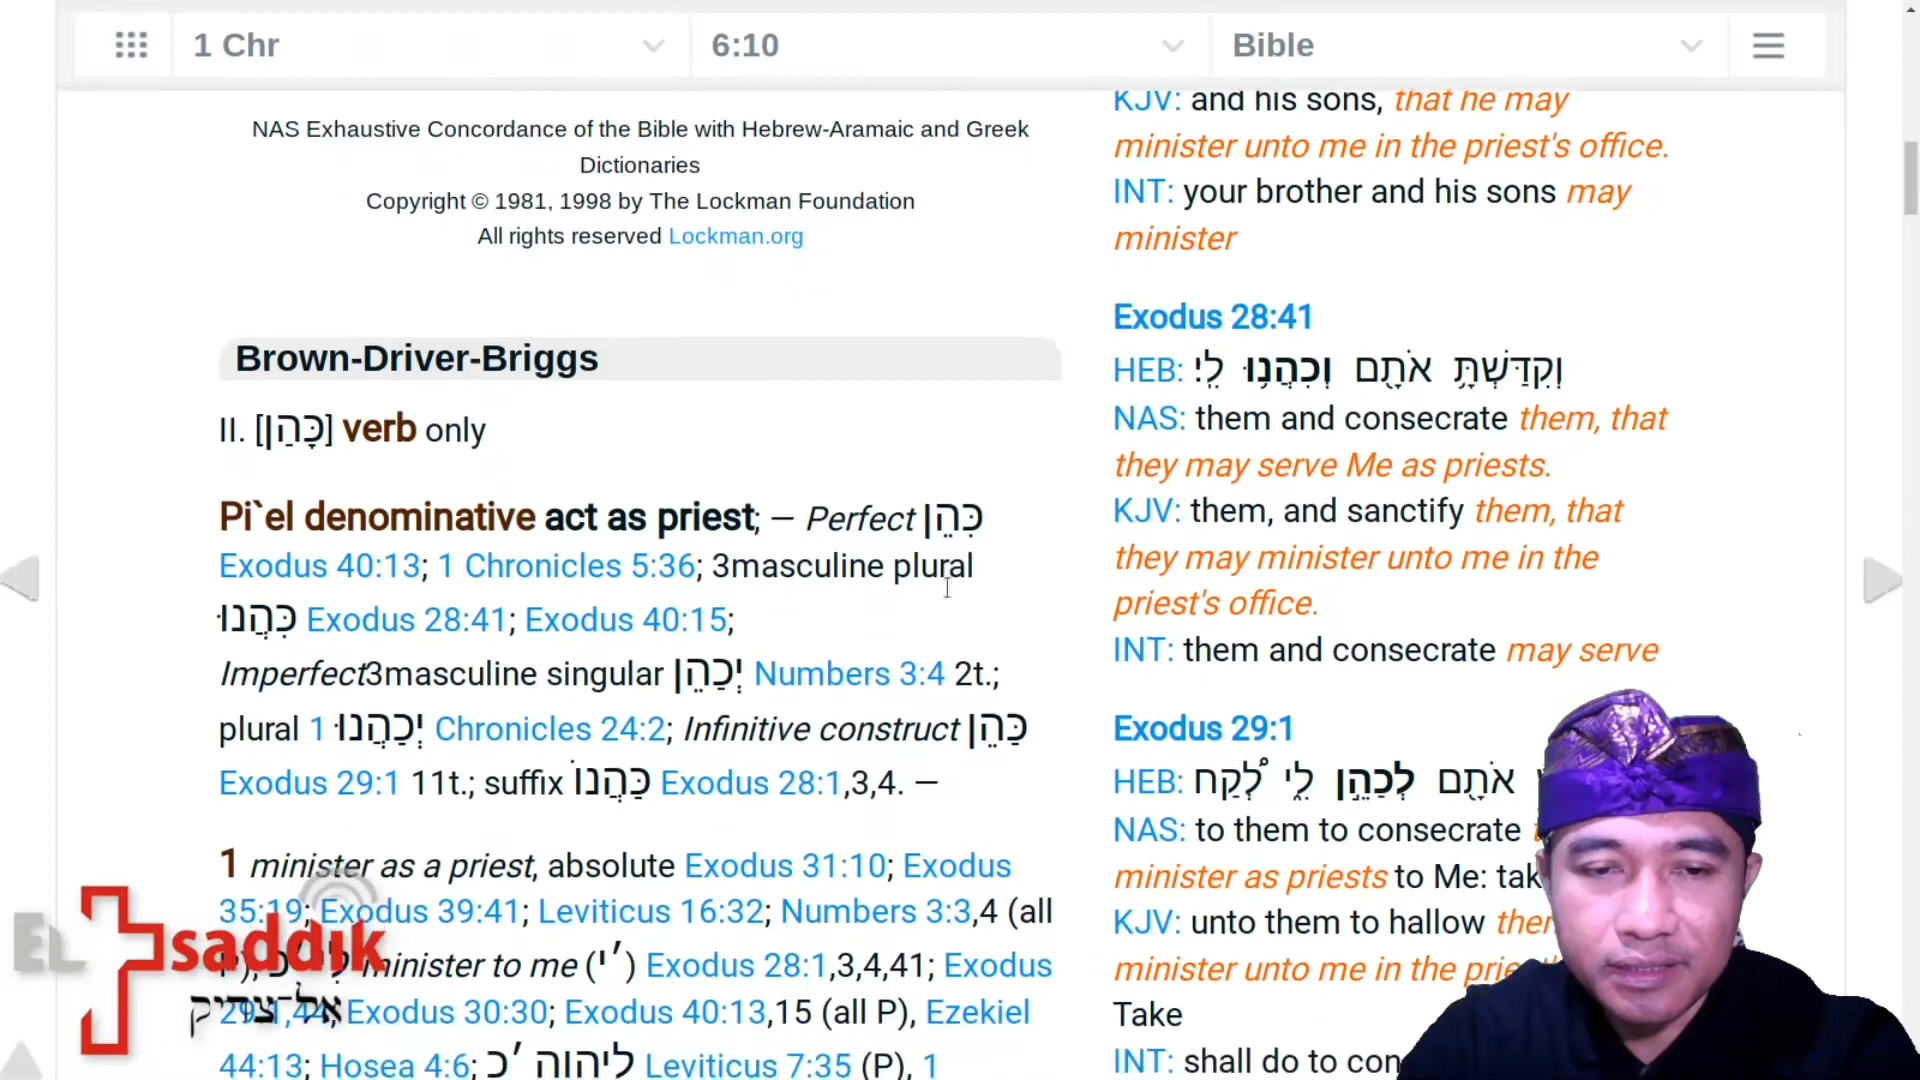 1 Chr
6:10
Bible
NAS Exhaustive Concordance of the Bible with Hebrew-Aramaic and Greek
Dictionaries
Copyright © 1981, 1998 by The Lockman Foundation
All rights reserved Lockman.org
Brown-Driver-Briggs
II. [כָּהַן] verb only
Pi`el denominative act as priest; — Perfect כִּהֵן
Exodus 40:13; 1 Chronicles 5:36; 3masculine plural
כִּהֲנוּ Exodus 28:41; Exodus 40:15;
Imperfect3masculine singular יְכַהֵן Numbers 3:4 2t.;
plural 1 יְכַהֲנוּ Chronicles 24:2; Infinitive construct כַּהֵן
Exodus 29:1 11t.; suffix כַּהֲנוֺ Exodus 28:1,3,4. —
1 minister as a priest, absolute Exodus 31:10; Exodus
35:19; Exodus 39:41; Leviticus 16:32; Numbers 3:3,4 (all
minister to me (י׳) Exodus 28:1,3,4,41; Exodus
Exodus 30:30; Exodus 40:13,15 (all P), Ezekiel
44:13; Hosea 4:6; כ׳ ליהוה Leviticus 7:35 (P), 1
KJV: and his sons, that he may
minister unto me in the priest's office.
INT: your brother and his sons may
minister
Exodus 28:41
HEB: וְקִדַּשְׁתָּ֥ אֹתָ֖ם וְכִהֲנ֥וּ לִֽי׃
NAS: them and consecrate them, that
they may serve Me as priests.
KJV: them, and sanctify them, that
they may minister unto me in the
priest's office.
INT: them and consecrate may serve
Exodus 29:1
HEB: אֹתָ֖ם לְכַהֵ֣ן לִ֑י לְ֠קַח
NAS: to them to consecrate
minister as priests to Me: tak
KJV: unto them to hallow
minister unto me in the
Take
INT: shall do to con
EL saddik
אל־צדיק